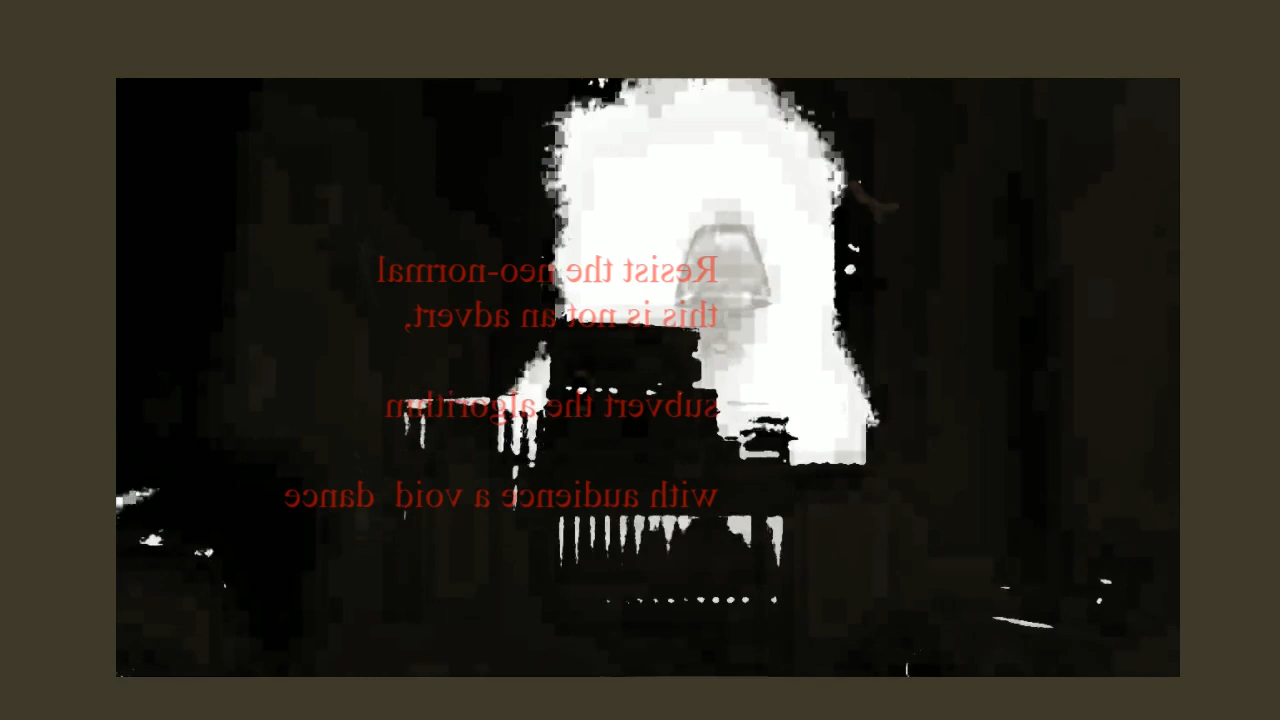 Resist the neo-normal
this is not an advert,
subvert the algorithm
with audience a void dance